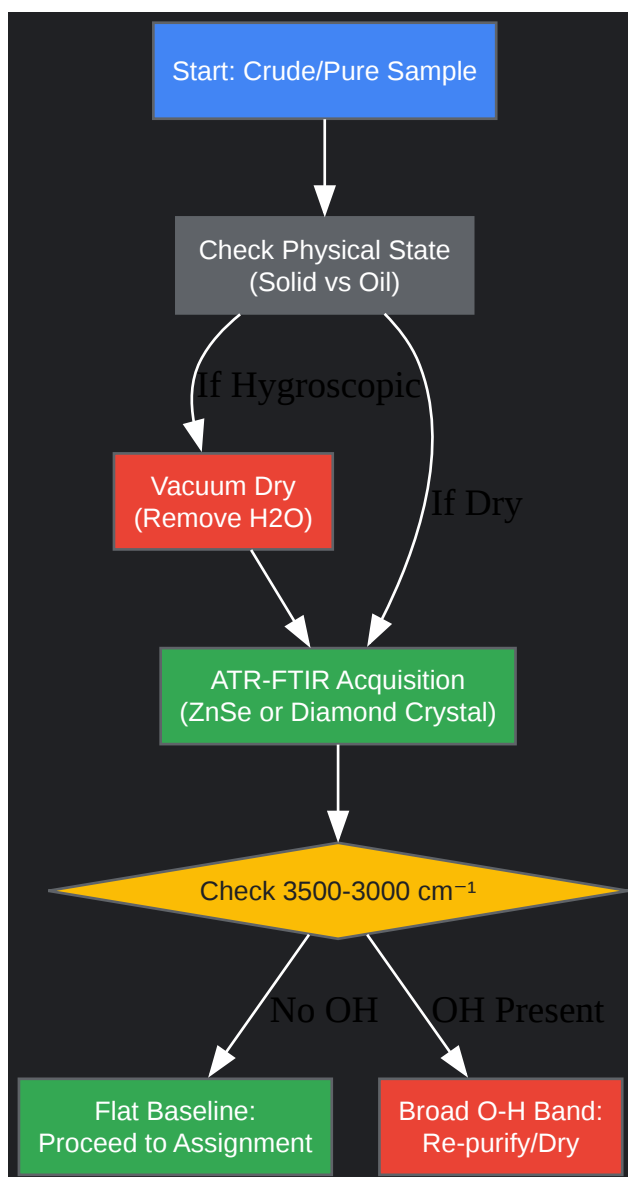 Start: Crude/Pure Sample
Check Physical State
(Solid vs Oil)
If Hygroscopic
Vacuum Dry
(Remove H2O)
If Dry
ATR-FTIR Acquisition
(ZnSe or Diamond Crystal)
Check 3500-3000 cm⁻¹
No OH
OH Present
Flat Baseline:
Proceed to Assignment
Broad O-H Band:
Re-purify/Dry